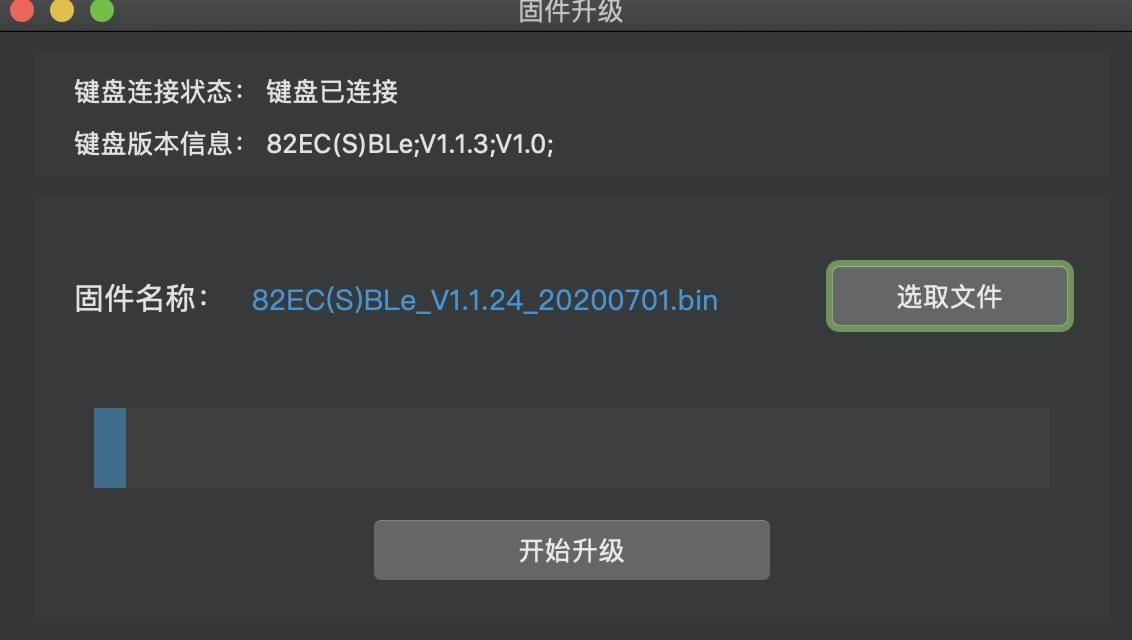 固件升级
键盘连接状态： 键盘已连接
键盘版本信息： 82EC(S)BLe;V1.1.3;V1.0;
固件名称： 82EC(S)BLe_V1.1.24_20200701.bin 选取文件
开始升级